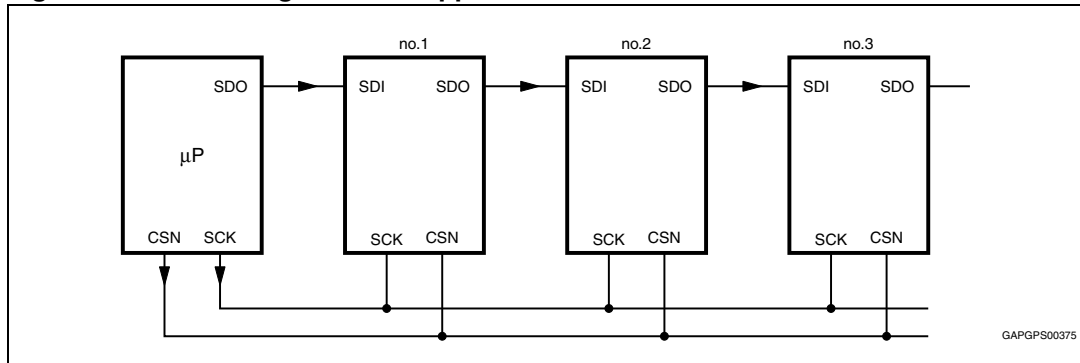 no.1 no.2 no.3
SDO SDI SDO SDI SDO SDI SDO
μP
CSN SCK SCK CSN SCK CSN SCK CSN
GAPGPS00375